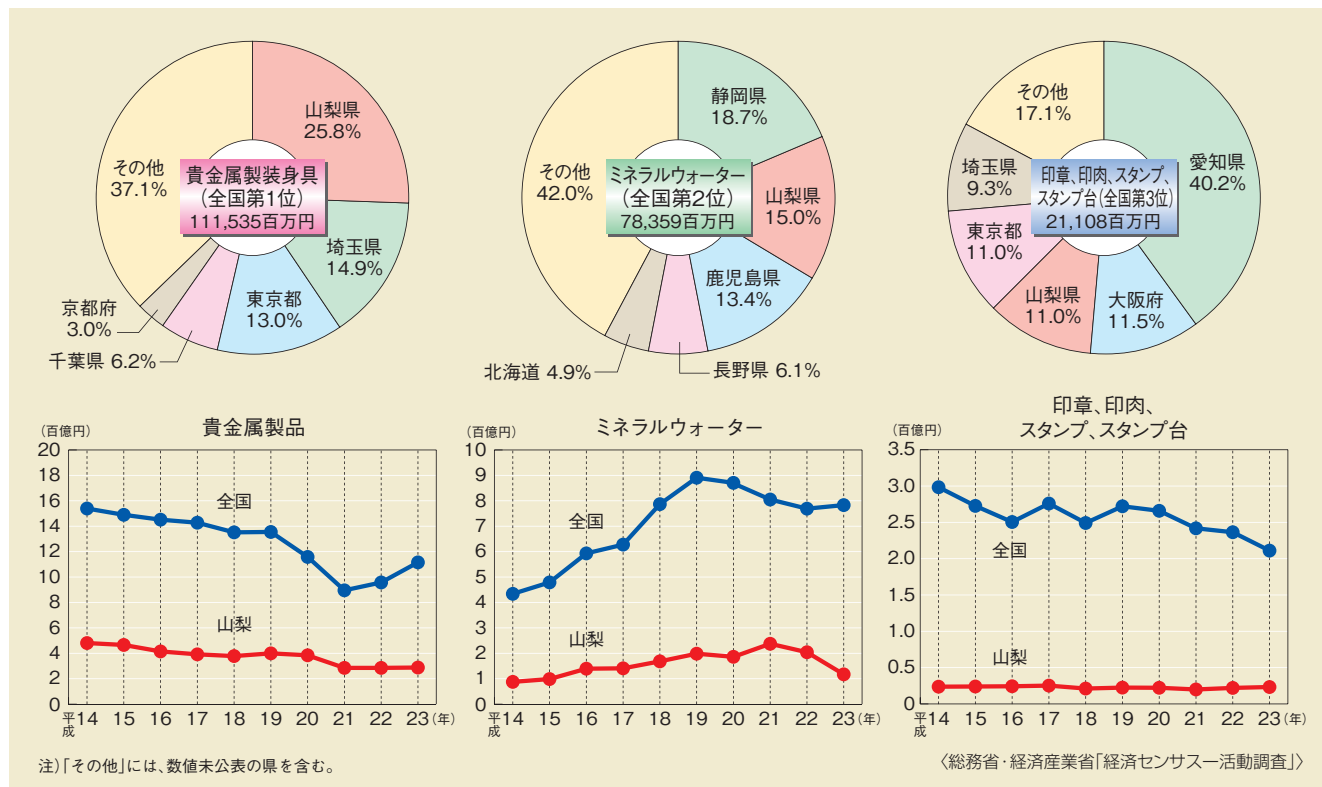 山梨県
25.8%
埼玉県
14.9%
東京都
13.0%
千葉県 6.2%
京都府
3.0%
その他
37.1%
貴金属製装身具
(全国第1位)
111,535百万円
静岡県
18.7%
山梨県
15.0%
鹿児島県
13.4%
長野県 6.1%
北海道 4.9%
その他
42.0%
ミネラルウォーター
(全国第2位)
78,359百万円
愛知県
40.2%
大阪府
11.5%
山梨県
11.0%
東京都
11.0%
埼玉県
9.3%
その他
17.1%
印章、印肉、スタンプ、
スタンプ台(全国第3位)
21,108百万円
貴金属製品
(百億円)
20
18
16
14
12
10
8
6
4
2
0
全国
山梨
平成14 15 16 17 18 19 20 21 22 23(年)
ミネラルウォーター
(百億円)
10
9
8
7
6
5
4
3
2
1
0
全国
山梨
平成14 15 16 17 18 19 20 21 22 23(年)
印章、印肉、
スタンプ、スタンプ台
(百億円)
3.5
3.0
2.5
2.0
1.5
1.0
0.5
0
全国
山梨
平成14 15 16 17 18 19 20 21 22 23(年)
注)「その他」には、数値未公表の県を含む。
〈総務省・経済産業省「経済センサスー活動調査」〉